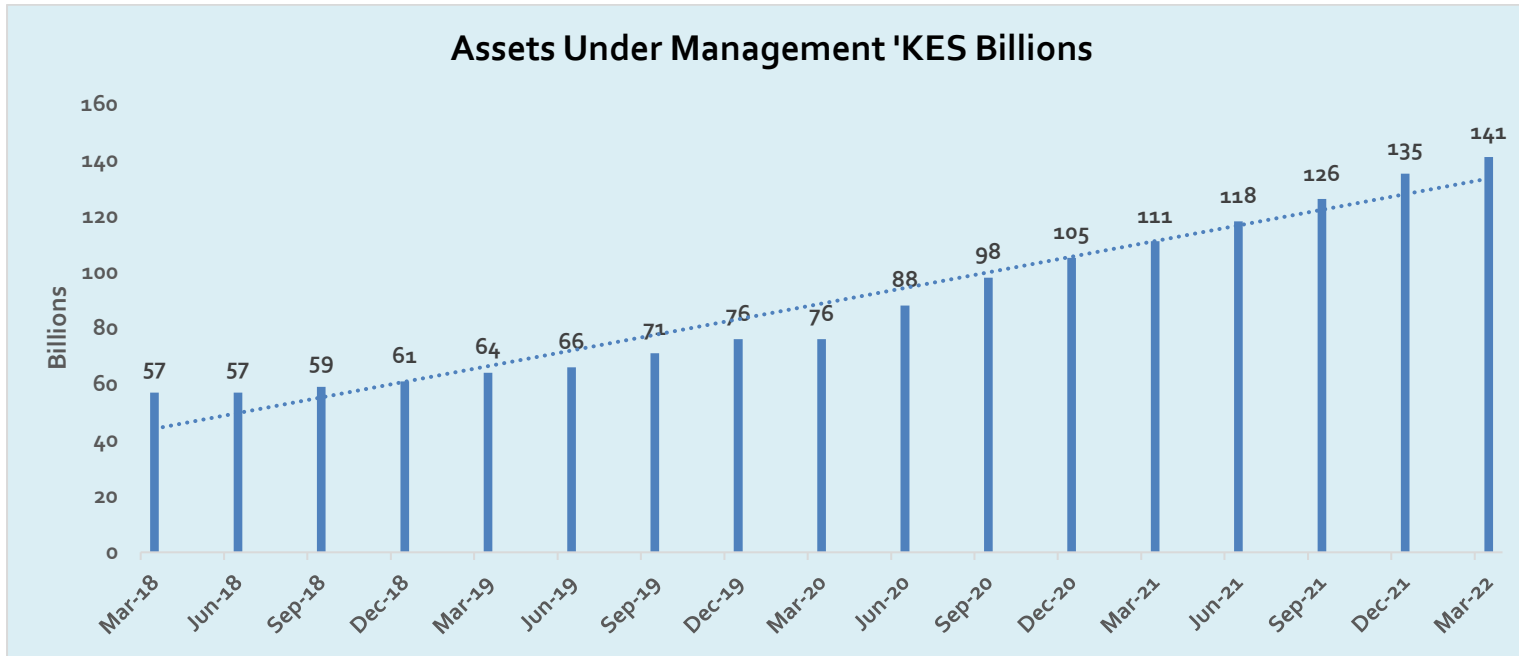 Assets Under Management 'KES Billions
160
140
120
100
80
60
40
20
0
Billions
57
57
59
61
64
66
71
76
76
88
98
105
111
118
126
135
141
Mar-18
Jun-18
Sep-18
Dec-18
Mar-19
Jun-19
Sep-19
Dec-19
Mar-20
Jun-20
Sep-20
Dec-20
Mar-21
Jun-21
Sep-21
Dec-21
Mar-22